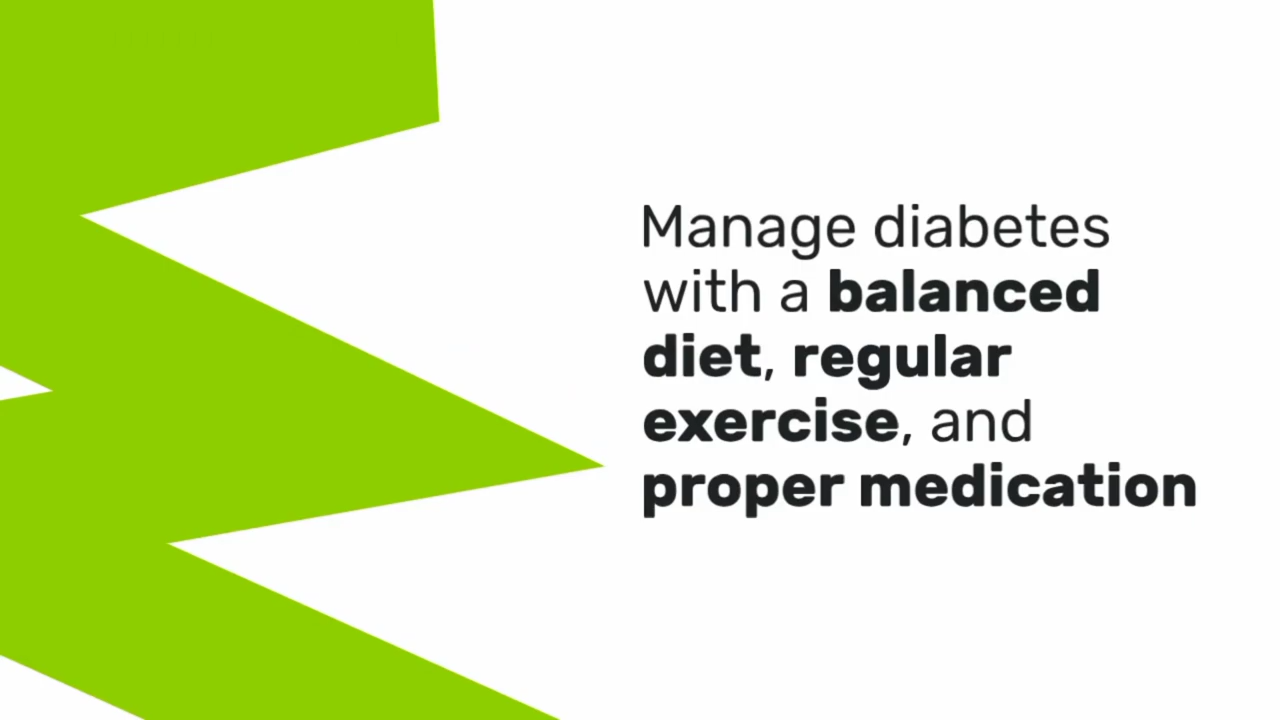 Manage diabetes
with a balanced
diet, regular
exercise, and
proper medication